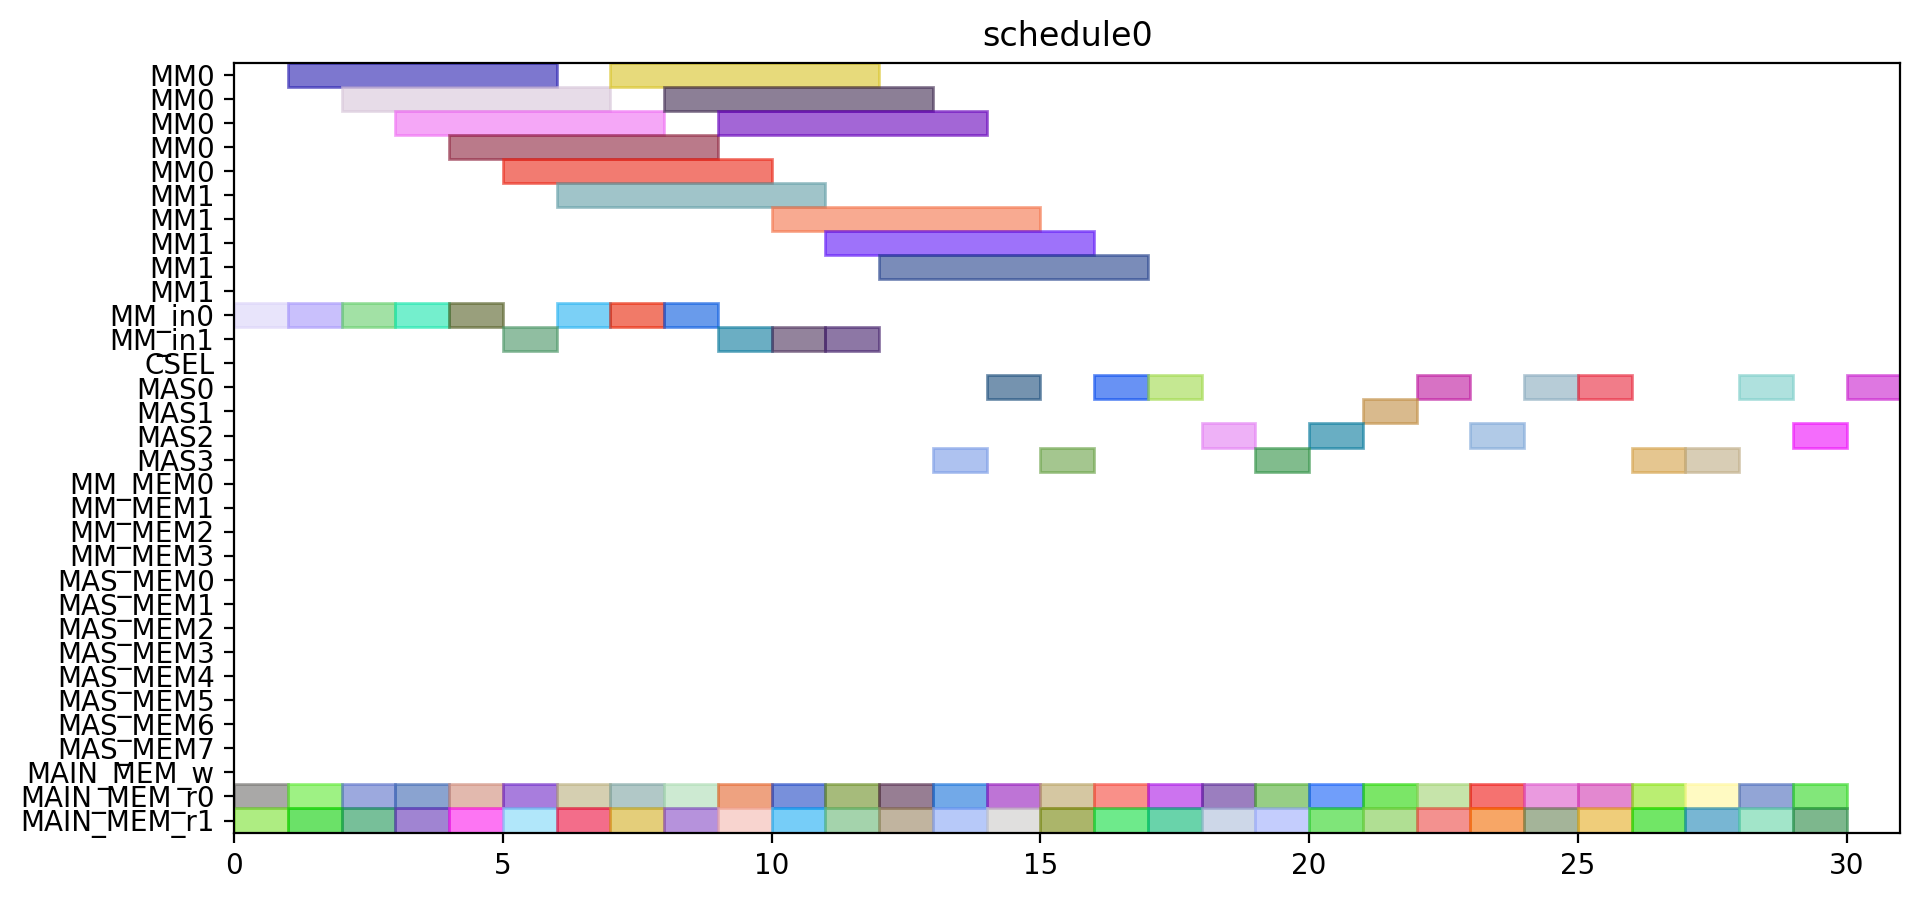 schedule0
MM0
MM0
MM0
MM0
MM0
MM1
MM1
MM1
MM1
MM1
MM_in0
MM_in1
CSEL
MAS0
MAS1
MAS2
MAS3
MM_MEM0
MM_MEM1
MM_MEM2
MM_MEM3
MAS_MEM0
MAS_MEM1
MAS_MEM2
MAS_MEM3
MAS_MEM4
MAS_MEM5
MAS_MEM6
MAS_MEM7
MAIN_MEM_w
MAIN_MEM_r0
MAIN_MEM_r1
0 5 10 15 20 25 30